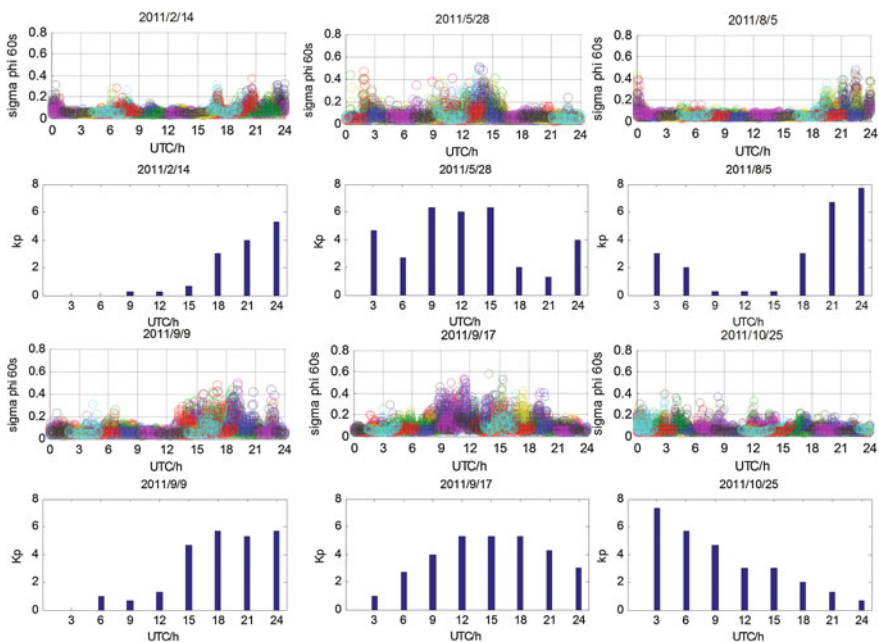 2011/2/14
0.8
0.6
0.4
0.2
0
sigma phi 60s
0 3 6 9 12 15 18 21 24
UTC/h
2011/5/28
0.8
0.6
0.4
0.2
0
sigma phi 60s
0 3 6 9 12 15 18 21 24
UTC/h
2011/8/5
0.8
0.6
0.4
0.2
0
sigma phi 60s
0 3 6 9 12 15 18 21 24
UTC/h
2011/2/14
8
6
4
2
0
kp
3 6 9 12 15 18 21 24
UTC/h
2011/5/28
8
6
4
2
0
Kp
3 6 9 12 15 18 21 24
UTC/h
2011/8/5
8
6
4
2
0
kp
3 6 9 12 15 18 21 24
UTC/h
2011/9/9
0.8
0.6
0.4
0.2
0
sigma phi 60s
0 3 6 9 12 15 18 21 24
UTC/h
2011/9/17
0.8
0.6
0.4
0.2
0
sigma phi 60s
0 3 6 9 12 15 18 21 24
UTC/h
2011/10/25
0.8
0.6
0.4
0.2
0
sigma phi 60s
0 3 6 9 12 15 18 21 24
UTC/h
2011/9/9
8
6
4
2
0
Kp
3 6 9 12 15 18 21 24
UTC/h
2011/9/17
8
6
4
2
0
Kp
3 6 9 12 15 18 21 24
UTC/h
2011/10/25
8
6
4
2
0
kp
3 6 9 12 15 18 21 24
UTC/h